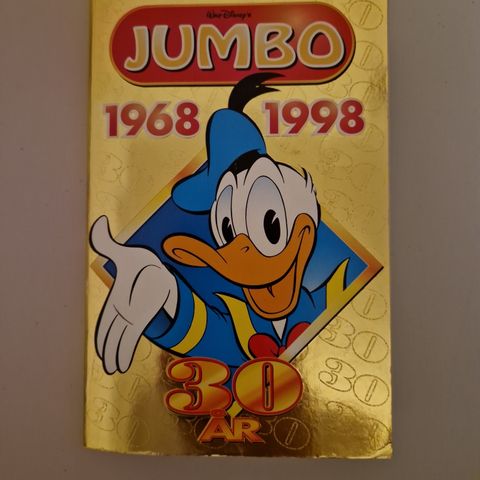 Walt Disney's
JUMBO
1968 1998
30
ÅR